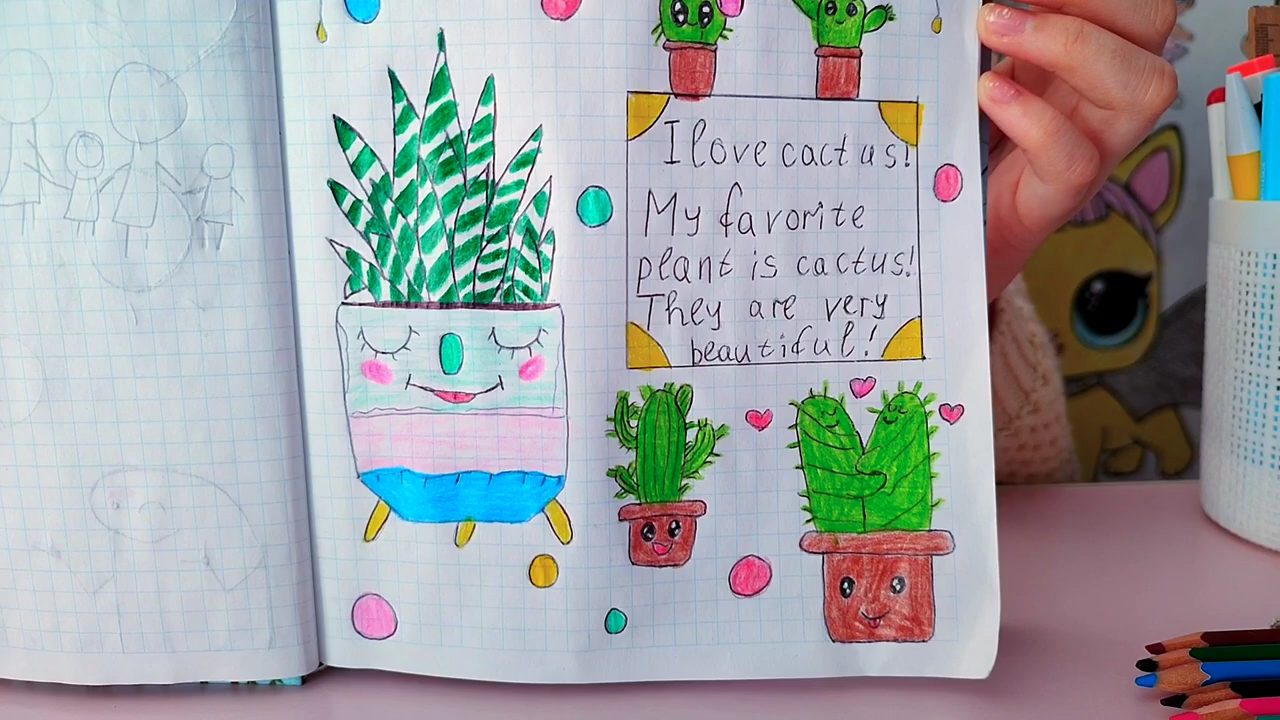 I love cactus!
My favorite
plant is cactus!
They are very
beautiful!